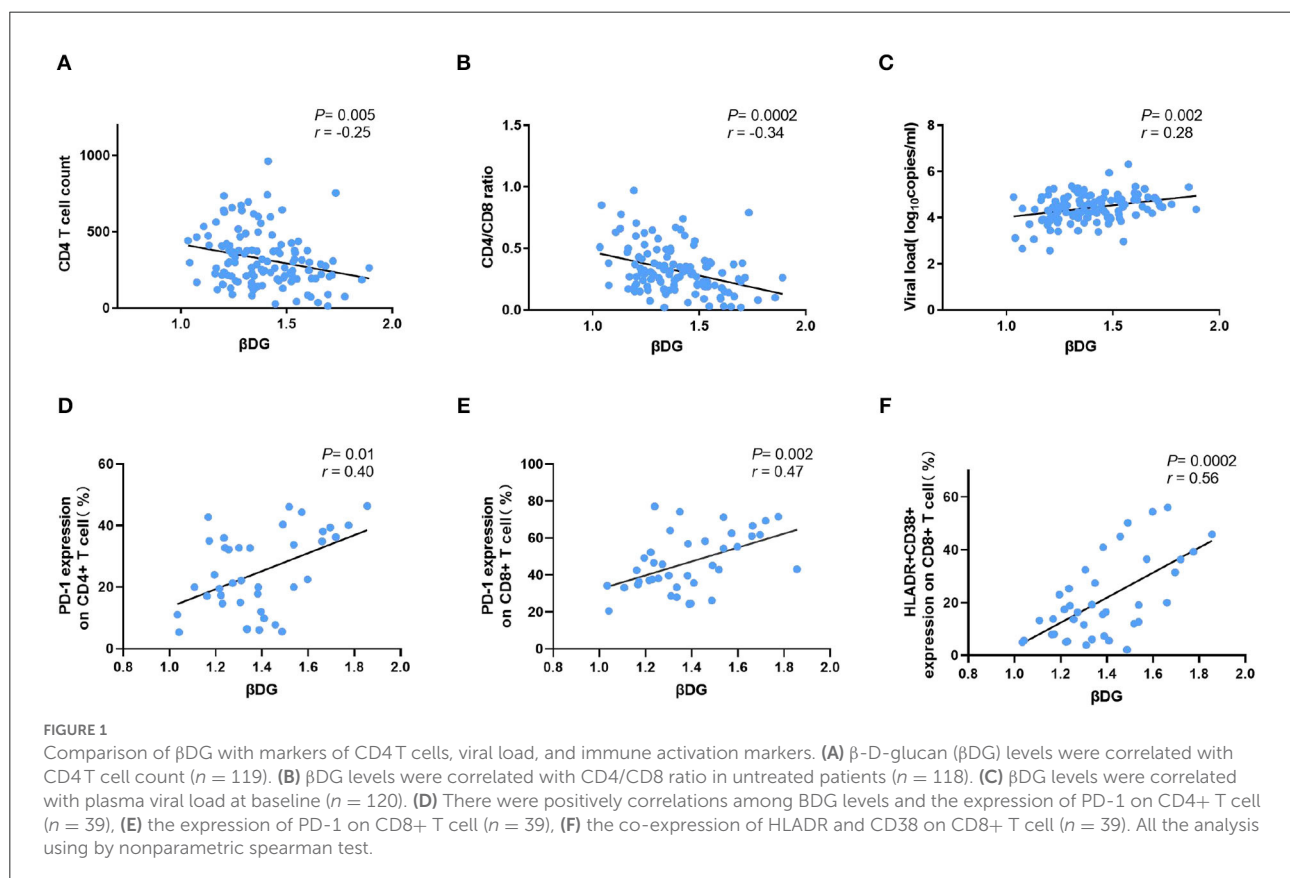 A
P= 0.005
r = -0.25
CD4 T cell count
1000
500
0
1.0
1.5
2.0
βDG
B
P= 0.0002
r = -0.34
CD4/CD8 ratio
1.5
1.0
0.5
0.0
1.0
1.5
2.0
βDG
C
P= 0.002
r = 0.28
Viral load( log10copies/ml)
8
6
4
2
0
1.0
1.5
2.0
βDG
D
P= 0.01
r = 0.40
PD-1 expression
on CD4+ T cell( %)
60
40
20
0
0.8
1.0
1.2
1.4
1.6
1.8
2.0
βDG
E
P= 0.002
r = 0.47
PD-1 expression
on CD8+ T cell( %)
100
80
60
40
20
0
0.8
1.0
1.2
1.4
1.6
1.8
2.0
βDG
F
P= 0.0002
r = 0.56
HLADR+CD38+
expression on CD8+ T cell( %)
60
40
20
0
0.8
1.0
1.2
1.4
1.6
1.8
2.0
βDG
FIGURE 1
Comparison of βDG with markers of CD4 T cells, viral load, and immune activation markers. (A) β-D-glucan (βDG) levels were correlated with
CD4 T cell count (n = 119). (B) βDG levels were correlated with CD4/CD8 ratio in untreated patients (n = 118). (C) βDG levels were correlated
with plasma viral load at baseline (n = 120). (D) There were positively correlations among BDG levels and the expression of PD-1 on CD4+ T cell
(n = 39), (E) the expression of PD-1 on CD8+ T cell (n = 39), (F) the co-expression of HLADR and CD38 on CD8+ T cell (n = 39). All the analysis
using by nonparametric spearman test.